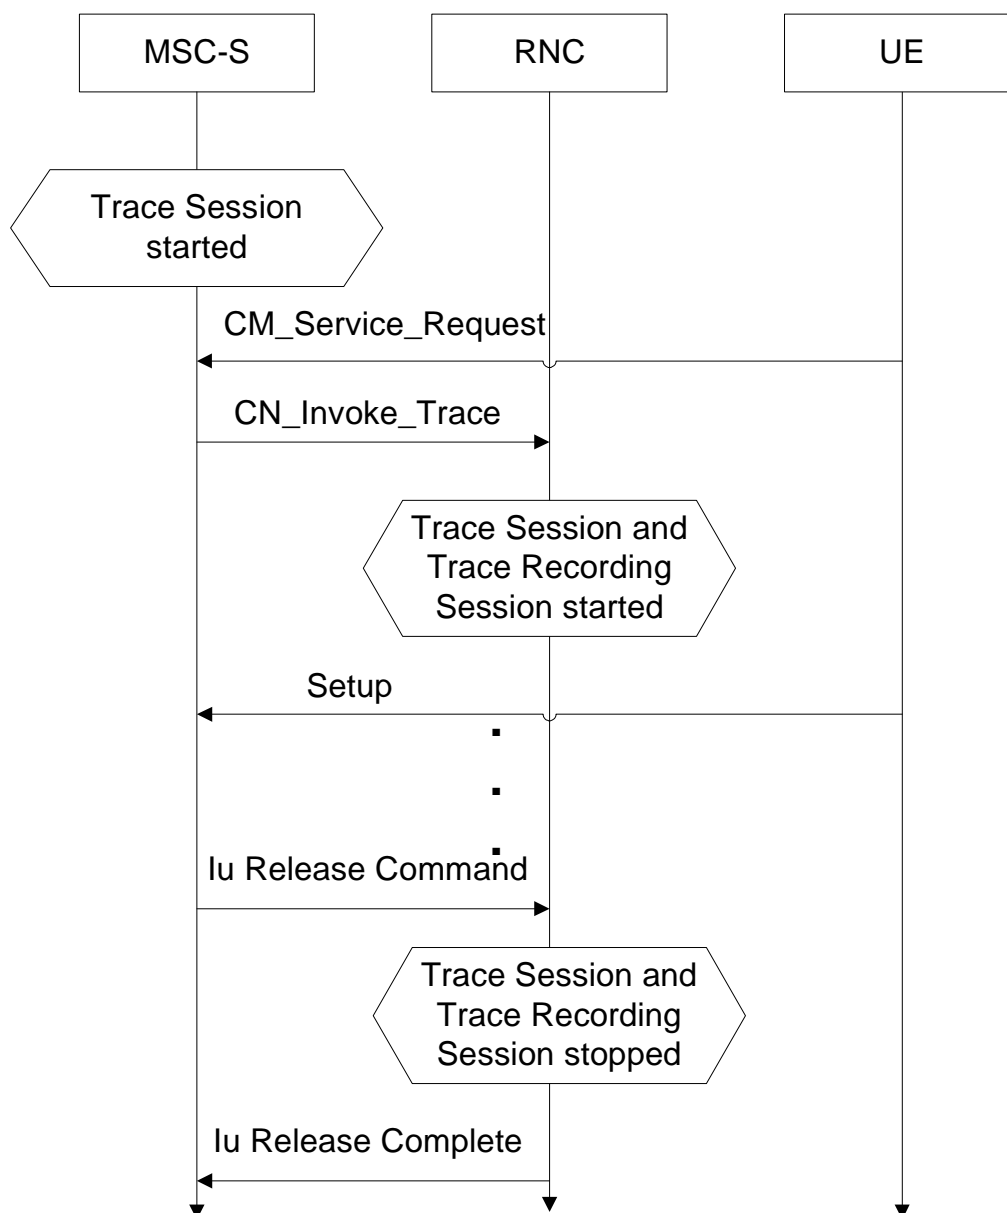 MSC-S
RNC
UE
Trace Session
started
CM_Service_Request
CN_Invoke_Trace
Trace Session and
Trace Recording
Session started
Setup
Iu Release Command
Trace Session and
Trace Recording
Session stopped
Iu Release Complete